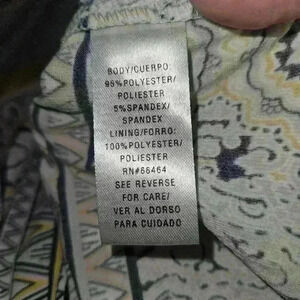 BODY/CUERPO:
95% POLYESTER/
POLIESTER
5% SPANDEX/
SPANDEX
LINING/FORRO:
100% POLYESTER/
POLIESTER
RN#66464
SEE REVERSE
FOR CARE/
VER AL DORSO
PARA CUIDADO